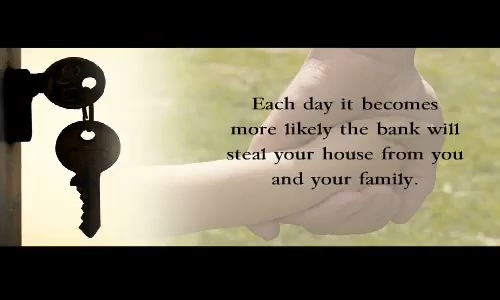 Each day it becomes
more likely the bank will
steal your house from you
and your family.